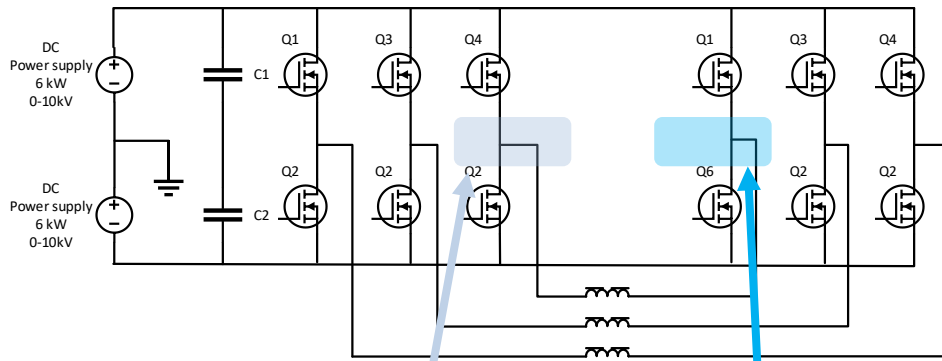 DC
Power supply
6 kW
0-10kV
DC
Power supply
6 kW
0-10kV
C1
C2
Q1
Q3
Q4
Q1
Q3
Q4
Q2
Q2
Q2
Q6
Q2
Q2